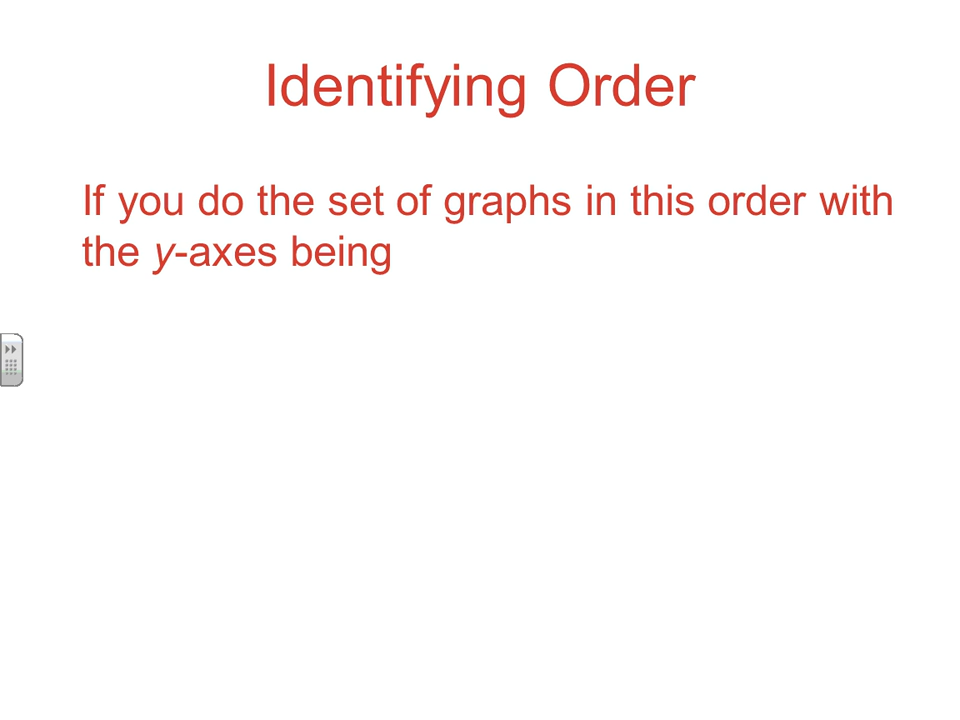 Identifying Order
If you do the set of graphs in this order with
the y-axes being